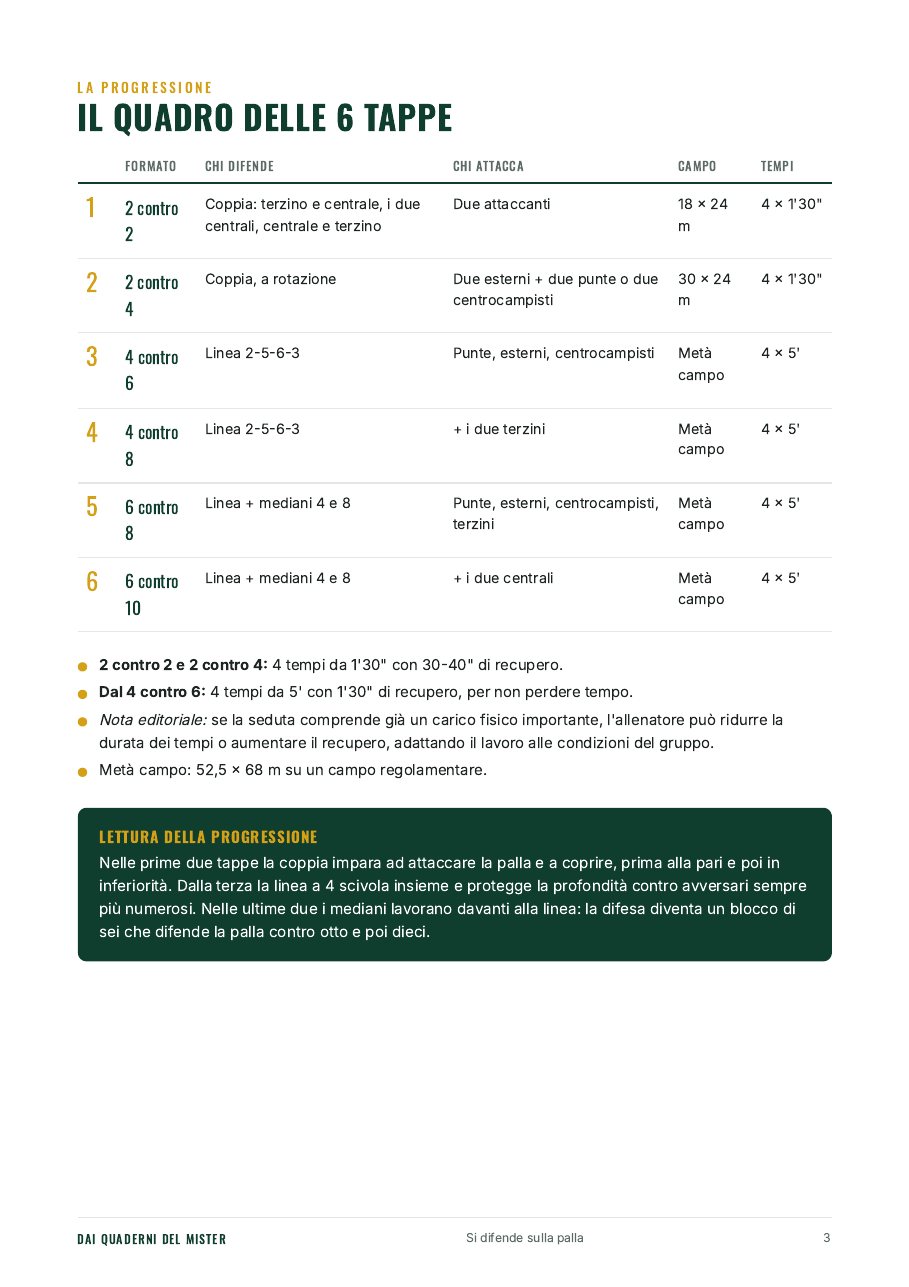 LA PROGRESSIONE
IL QUADRO DELLE 6 TAPPE
FORMATO CHI DIFENDE CHI ATTACCA CAMPO TEMPI
1 2 contro Coppia: terzino e centrale, i due Due attaccanti 18 × 24 4 × 1'30"
2 centrali, centrale e terzino m
2 2 contro Coppia, a rotazione Due esterni + due punte o due 30 × 24 4 × 1'30"
4 centrocampisti m
3 4 contro Linea 2-5-6-3 Punte, esterni, centrocampisti Metà 4 × 5'
6 campo
4 4 contro Linea 2-5-6-3 + i due terzini Metà 4 × 5'
8 campo
5 6 contro Linea + mediani 4 e 8 Punte, esterni, centrocampisti, Metà 4 × 5'
8 terzini campo
6 6 contro Linea + mediani 4 e 8 + i due centrali Metà 4 × 5'
10 campo
2 contro 2 e 2 contro 4: 4 tempi da 1'30" con 30-40" di recupero.
Dal 4 contro 6: 4 tempi da 5' con 1'30" di recupero, per non perdere tempo.
Nota editoriale: se la seduta comprende già un carico fisico importante, l'allenatore può ridurre la
durata dei tempi o aumentare il recupero, adattando il lavoro alle condizioni del gruppo.
Metà campo: 52,5 × 68 m su un campo regolamentare.
LETTURA DELLA PROGRESSIONE
Nelle prime due tappe la coppia impara ad attaccare la palla e a coprire, prima alla pari e poi in
inferiorità. Dalla terza la linea a 4 scivola insieme e protegge la profondità contro avversari sempre
più numerosi. Nelle ultime due i mediani lavorano davanti alla linea: la difesa diventa un blocco di
sei che difende la palla contro otto e poi dieci.
DAI QUADERNI DEL MISTER Si difende sulla palla 3